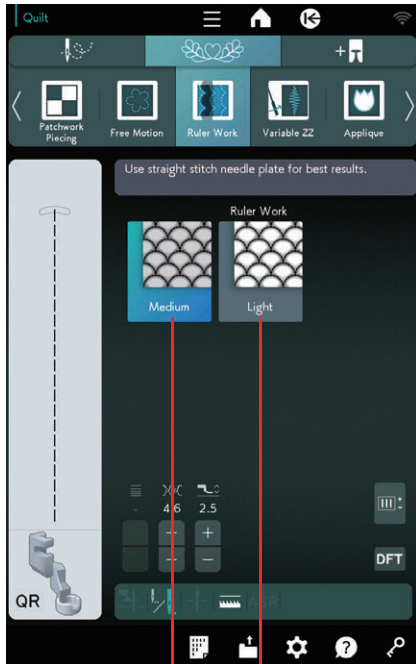 Quilt
Patchwork
Piecing
Free Motion
Ruler Work
Variable ZZ
Applique
Use straight stitch needle plate for best results.
Ruler Work
Medium
Light
- 4.6 2.5
+ +
- -
DFT
QR
ASR
?